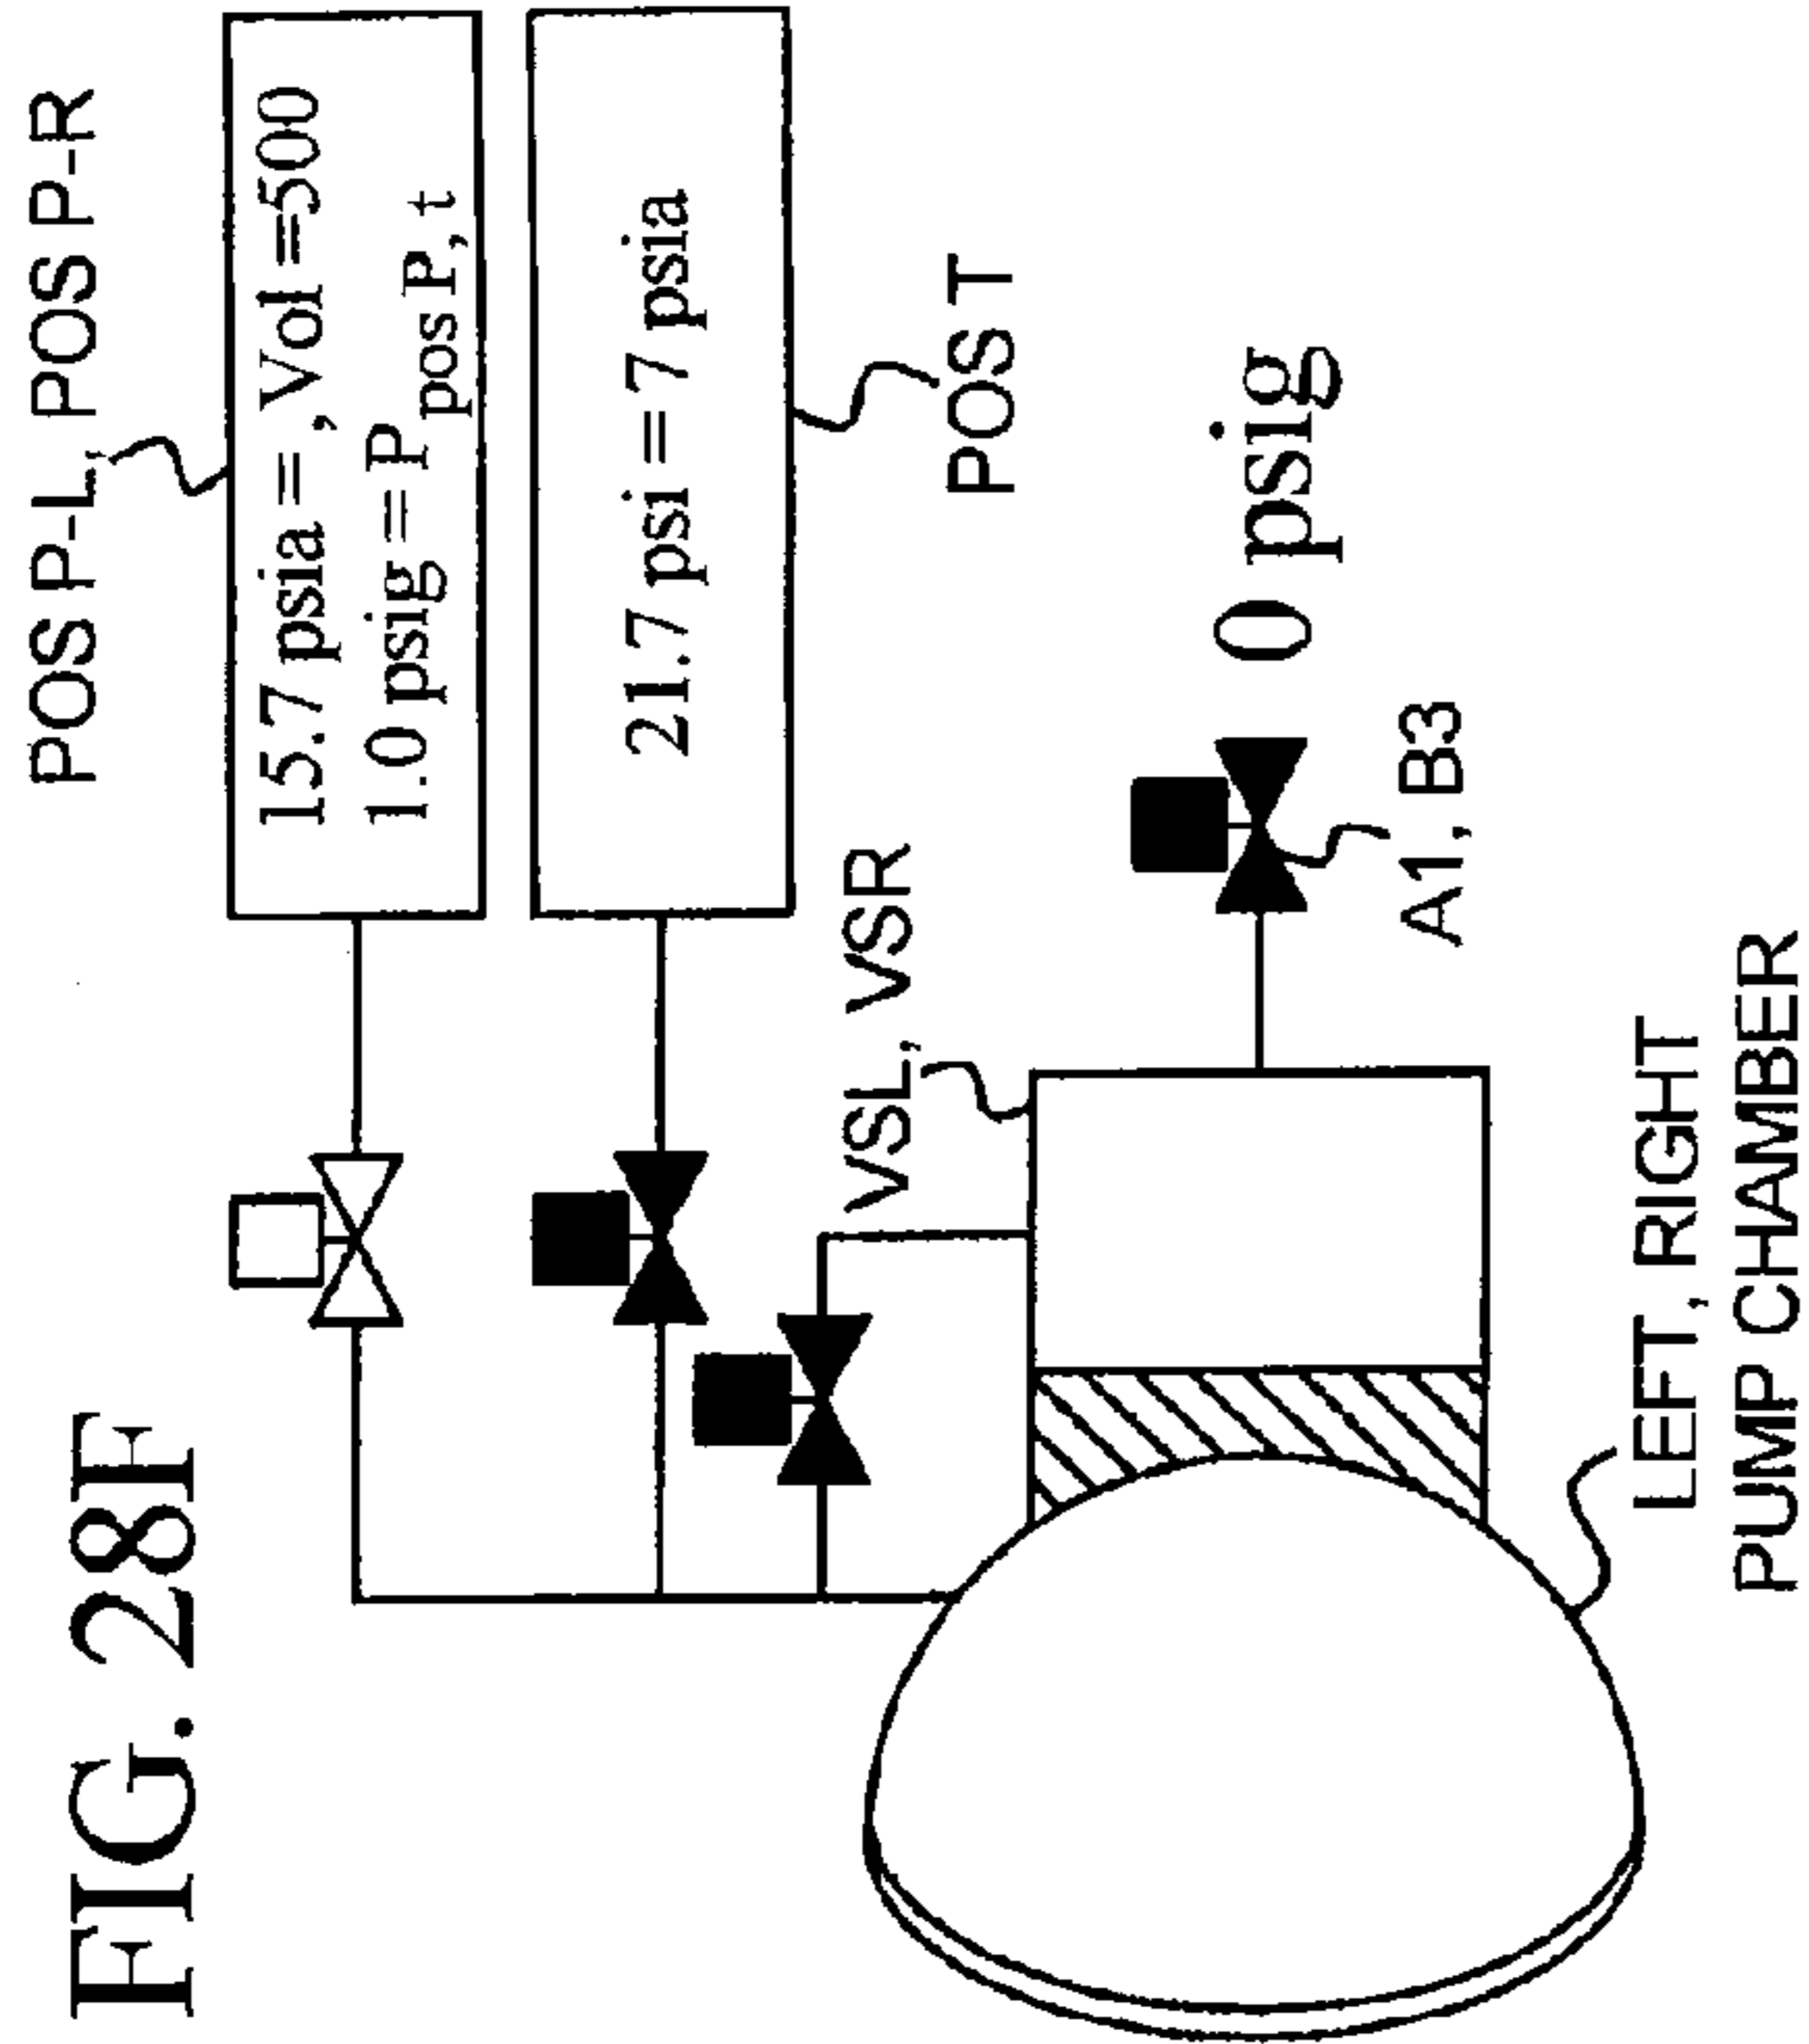 FIG. 28F
POS P-L, POS P-R
15.7 psia = , Vol =500
1.0 psig = P pos P, t
21.7 psi = 7 psia
POS T
VSL, VSR
0 psig
A1, B3
LEFT, RIGHT
PUMP CHAMBER